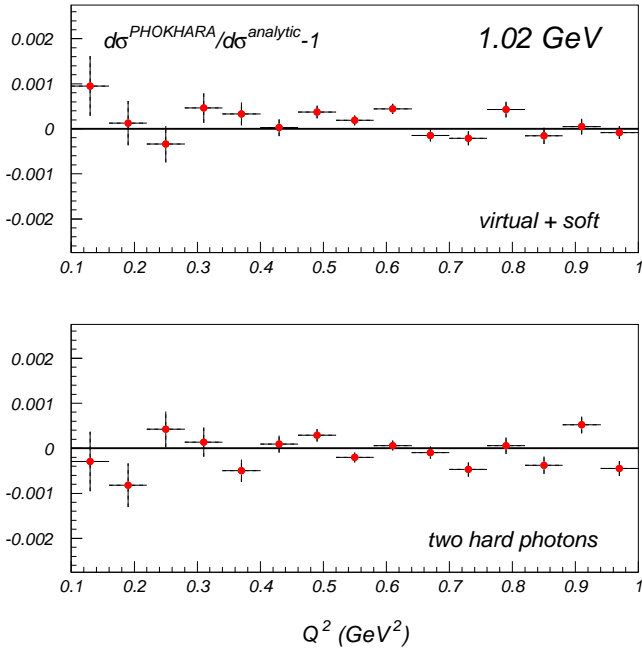 dσ^PHOKHARA/dσ^analytic-1
1.02 GeV
0.002
0.001
0
-0.001
-0.002
virtual + soft
0.1 0.2 0.3 0.4 0.5 0.6 0.7 0.8 0.9 1
0.002
0.001
0
-0.001
-0.002
two hard photons
0.1 0.2 0.3 0.4 0.5 0.6 0.7 0.8 0.9 1
Q² (GeV²)